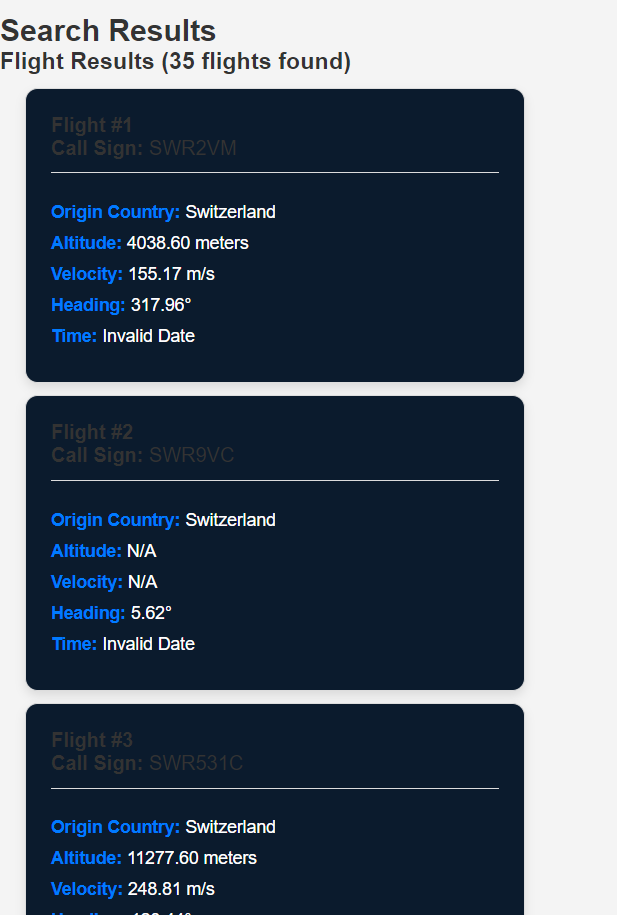 Search Results
Flight Results (35 flights found)
Flight #1
Call Sign: SWR2VM
Origin Country: Switzerland
Altitude: 4038.60 meters
Velocity: 155.17 m/s
Heading: 317.96°
Time: Invalid Date
Flight #2
Call Sign: SWR9VC
Origin Country: Switzerland
Altitude: N/A
Velocity: N/A
Heading: 5.62°
Time: Invalid Date
Flight #3
Call Sign: SWR531C
Origin Country: Switzerland
Altitude: 11277.60 meters
Velocity: 248.81 m/s